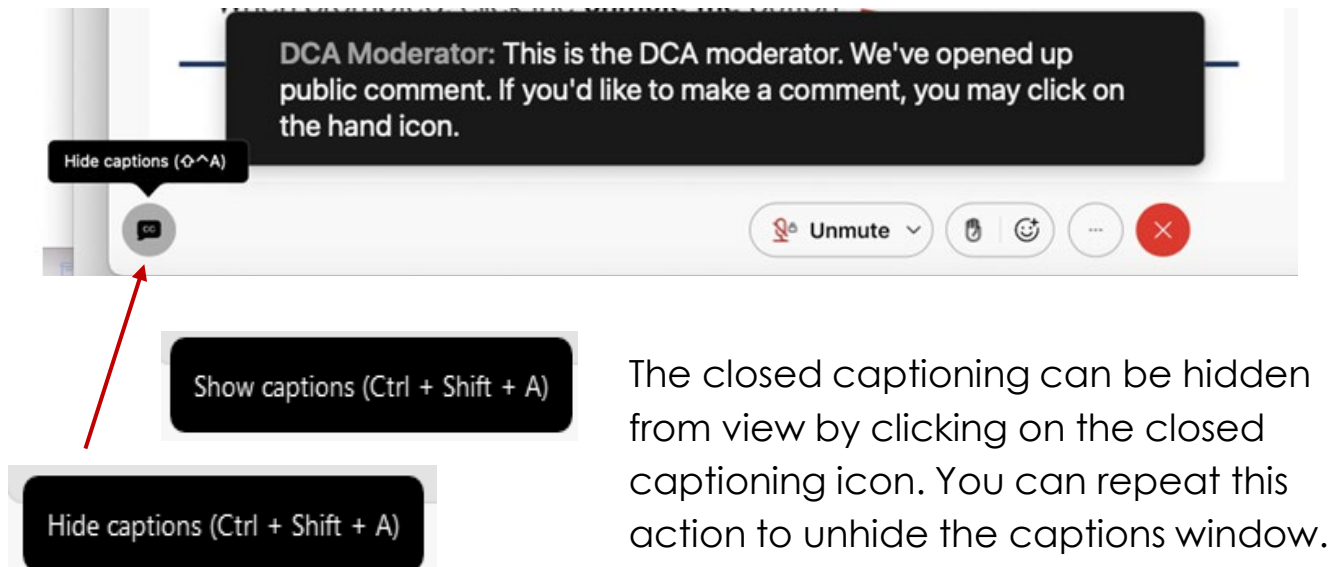 DCA Moderator: This is the DCA moderator. We've opened up
public comment. If you'd like to make a comment, you may click on
the hand icon.
Hide captions (⇧^A)
CC
Unmute
Show captions (Ctrl + Shift + A)
Hide captions (Ctrl + Shift + A)
The closed captioning can be hidden
from view by clicking on the closed
captioning icon. You can repeat this
action to unhide the captions window.